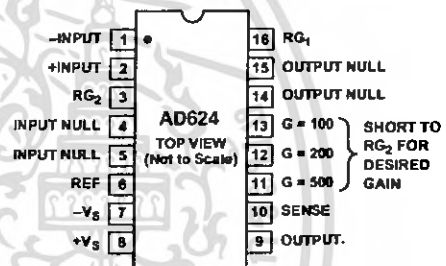 –INPUT 1
+INPUT 2
RG2 3
INPUT NULL 4
INPUT NULL 5
REF 6
–VS 7
+VS 8
AD624
TOP VIEW
(Not to Scale)
16 RG1
15 OUTPUT NULL
14 OUTPUT NULL
13 G = 100
12 G = 200
11 G = 500
10 SENSE
9 OUTPUT.
SHORT TO
RG2 FOR
DESIRED
GAIN